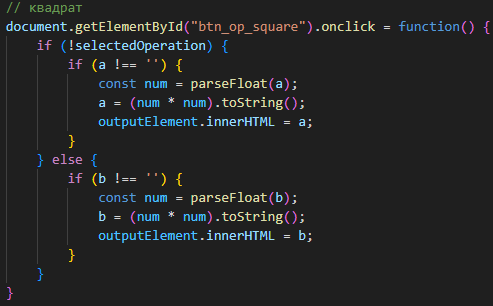 // квадрат
document.getElementById("btn_op_square").onclick = function() {
    if (!selectedOperation) {
        if (a !== '') {
            const num = parseFloat(a);
            a = (num * num).toString();
            outputElement.innerHTML = a;
        }
    } else {
        if (b !== '') {
            const num = parseFloat(b);
            b = (num * num).toString();
            outputElement.innerHTML = b;
        }
    }
}